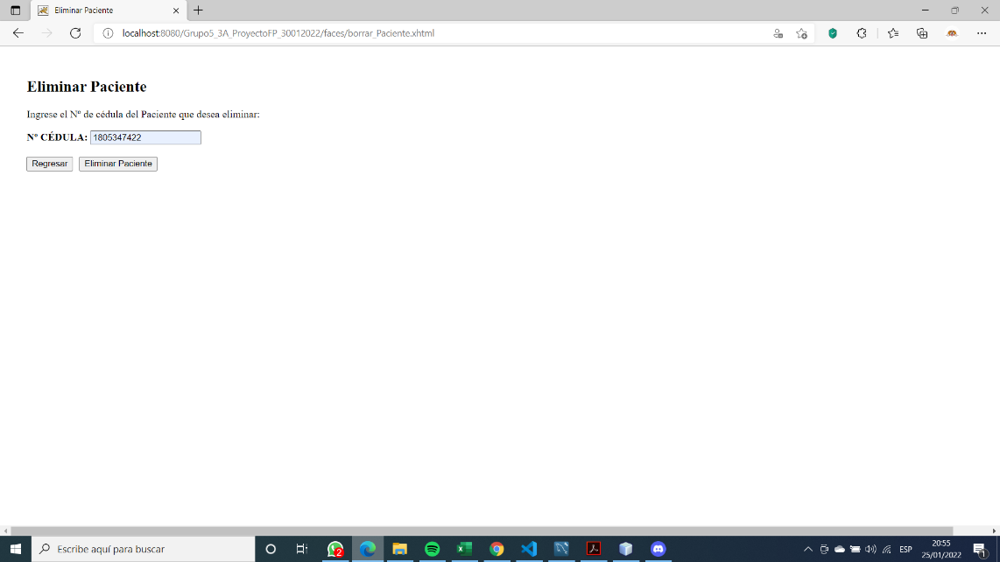 Eliminar Paciente
localhost:8080/Grupo5_3A_ProyectoFP_30012022/faces/borrar_Paciente.xhtml
Eliminar Paciente
Ingrese el Nº de cédula del Paciente que desea eliminar:
Nº CÉDULA: 1805347422
Regresar Eliminar Paciente
Escribe aquí para buscar
2
ESP
20:55
25/01/2022
1